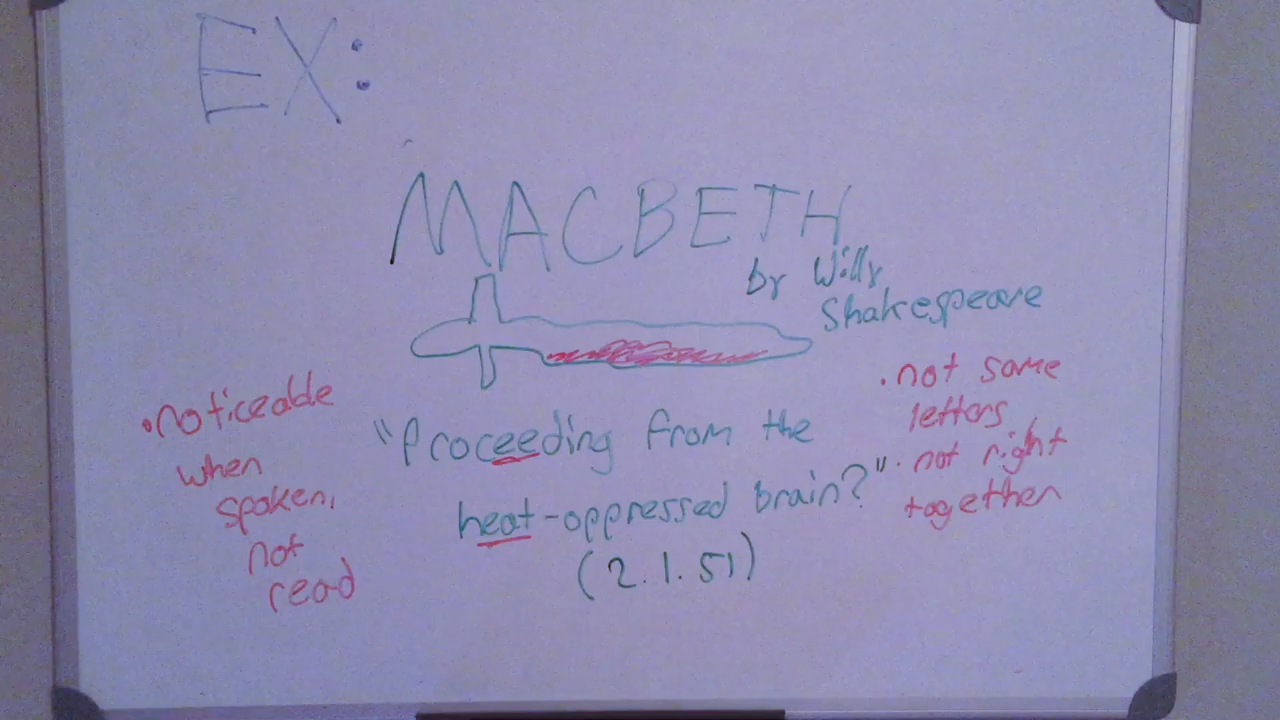 EX:
MACBETH
by Willy
Shakespeare
"Proceeding from the
heat-oppressed brain?"
(2.1.51)
•noticeable
when
spoken,
not
read
•not same
letters
•not right
together